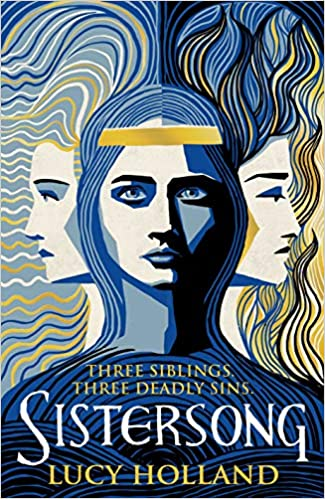 THREE SIBLINGS.
THREE DEADLY SINS.
SISTERSONG
LUCY HOLLAND